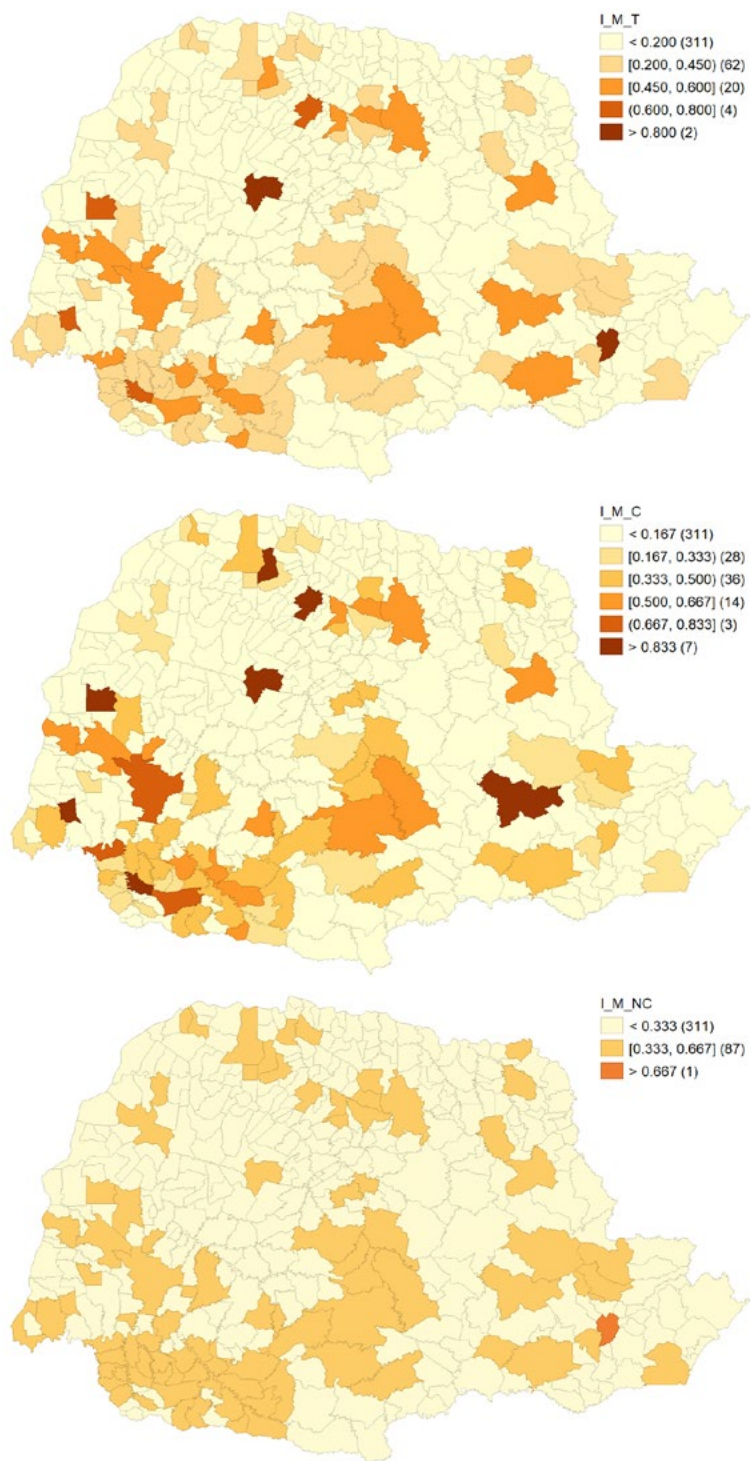 I_M_T
< 0.200 (311)
[0.200, 0.450) (62)
[0.450, 0.600] (20)
(0.600, 0.800] (4)
> 0.800 (2)
I_M_C
< 0.167 (311)
[0.167, 0.333) (28)
[0.333, 0.500) (36)
[0.500, 0.667] (14)
(0.667, 0.833] (3)
> 0.833 (7)
I_M_NC
< 0.333 (311)
[0.333, 0.667] (87)
> 0.667 (1)